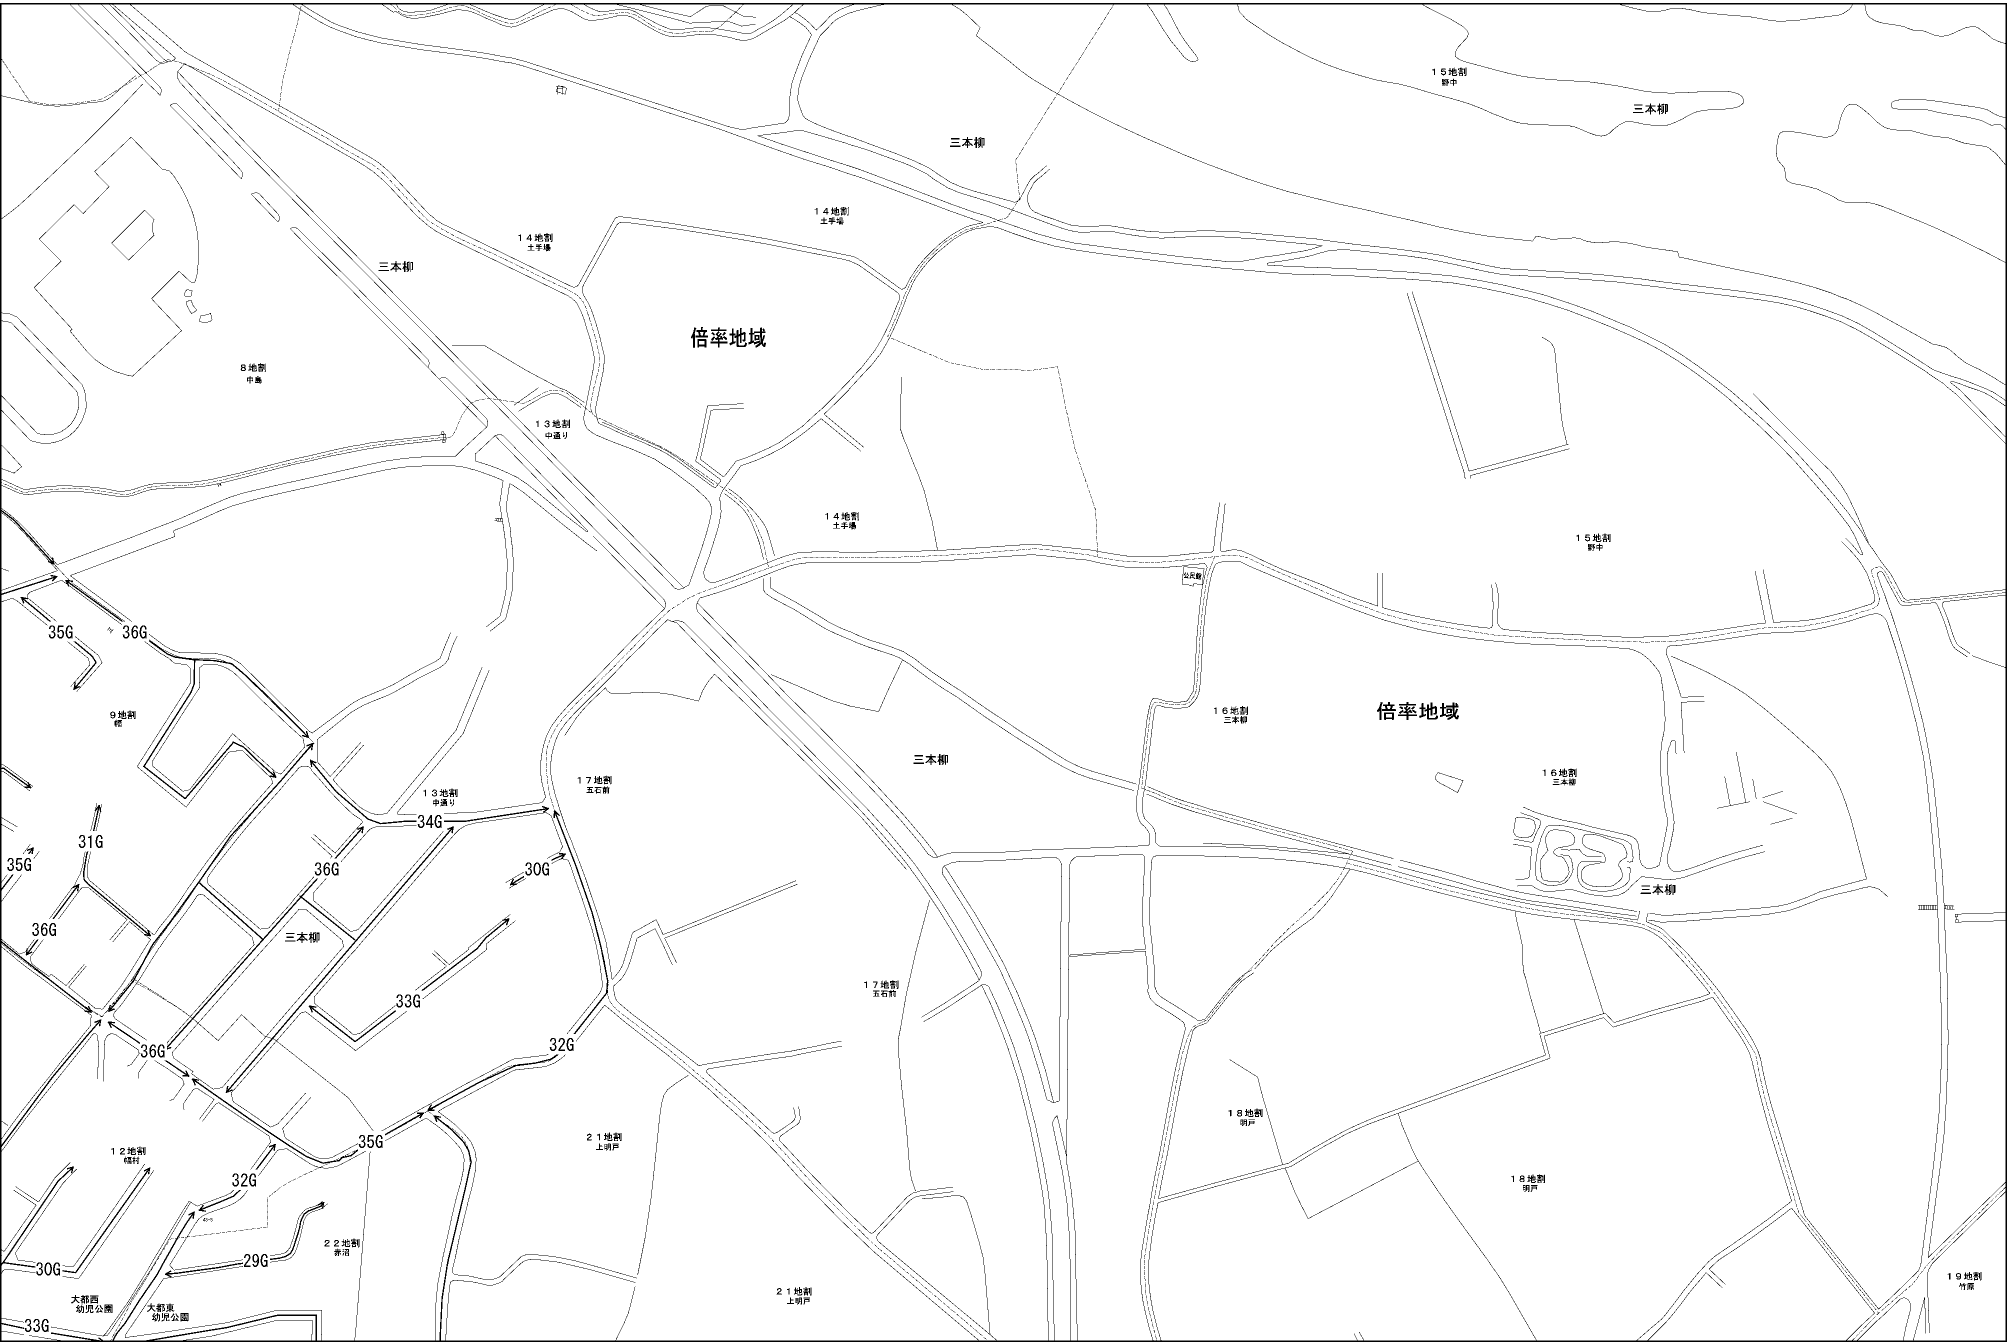 15地割
野中
三本柳
三本柳
14地割
土手場
14地割
土手場
三本柳
倍率地域
8地割
中島
13地割
中通り
14地割
土手場
15地割
野中
公民館
35G
36G
9地割
幅
16地割
三本柳
倍率地域
三本柳
17地割
五石前
16地割
三本柳
13地割
中通り
34G
31G
35G
36G
30G
三本柳
36G
三本柳
17地割
五石前
33G
36G
32G
18地割
明戸
21地割
上明戸
35G
12地割
幅村
32G
18地割
明戸
22地割
赤沼
29G
30G
19地割
竹原
21地割
上明戸
大都西
幼児公園
大都東
幼児公園
33G